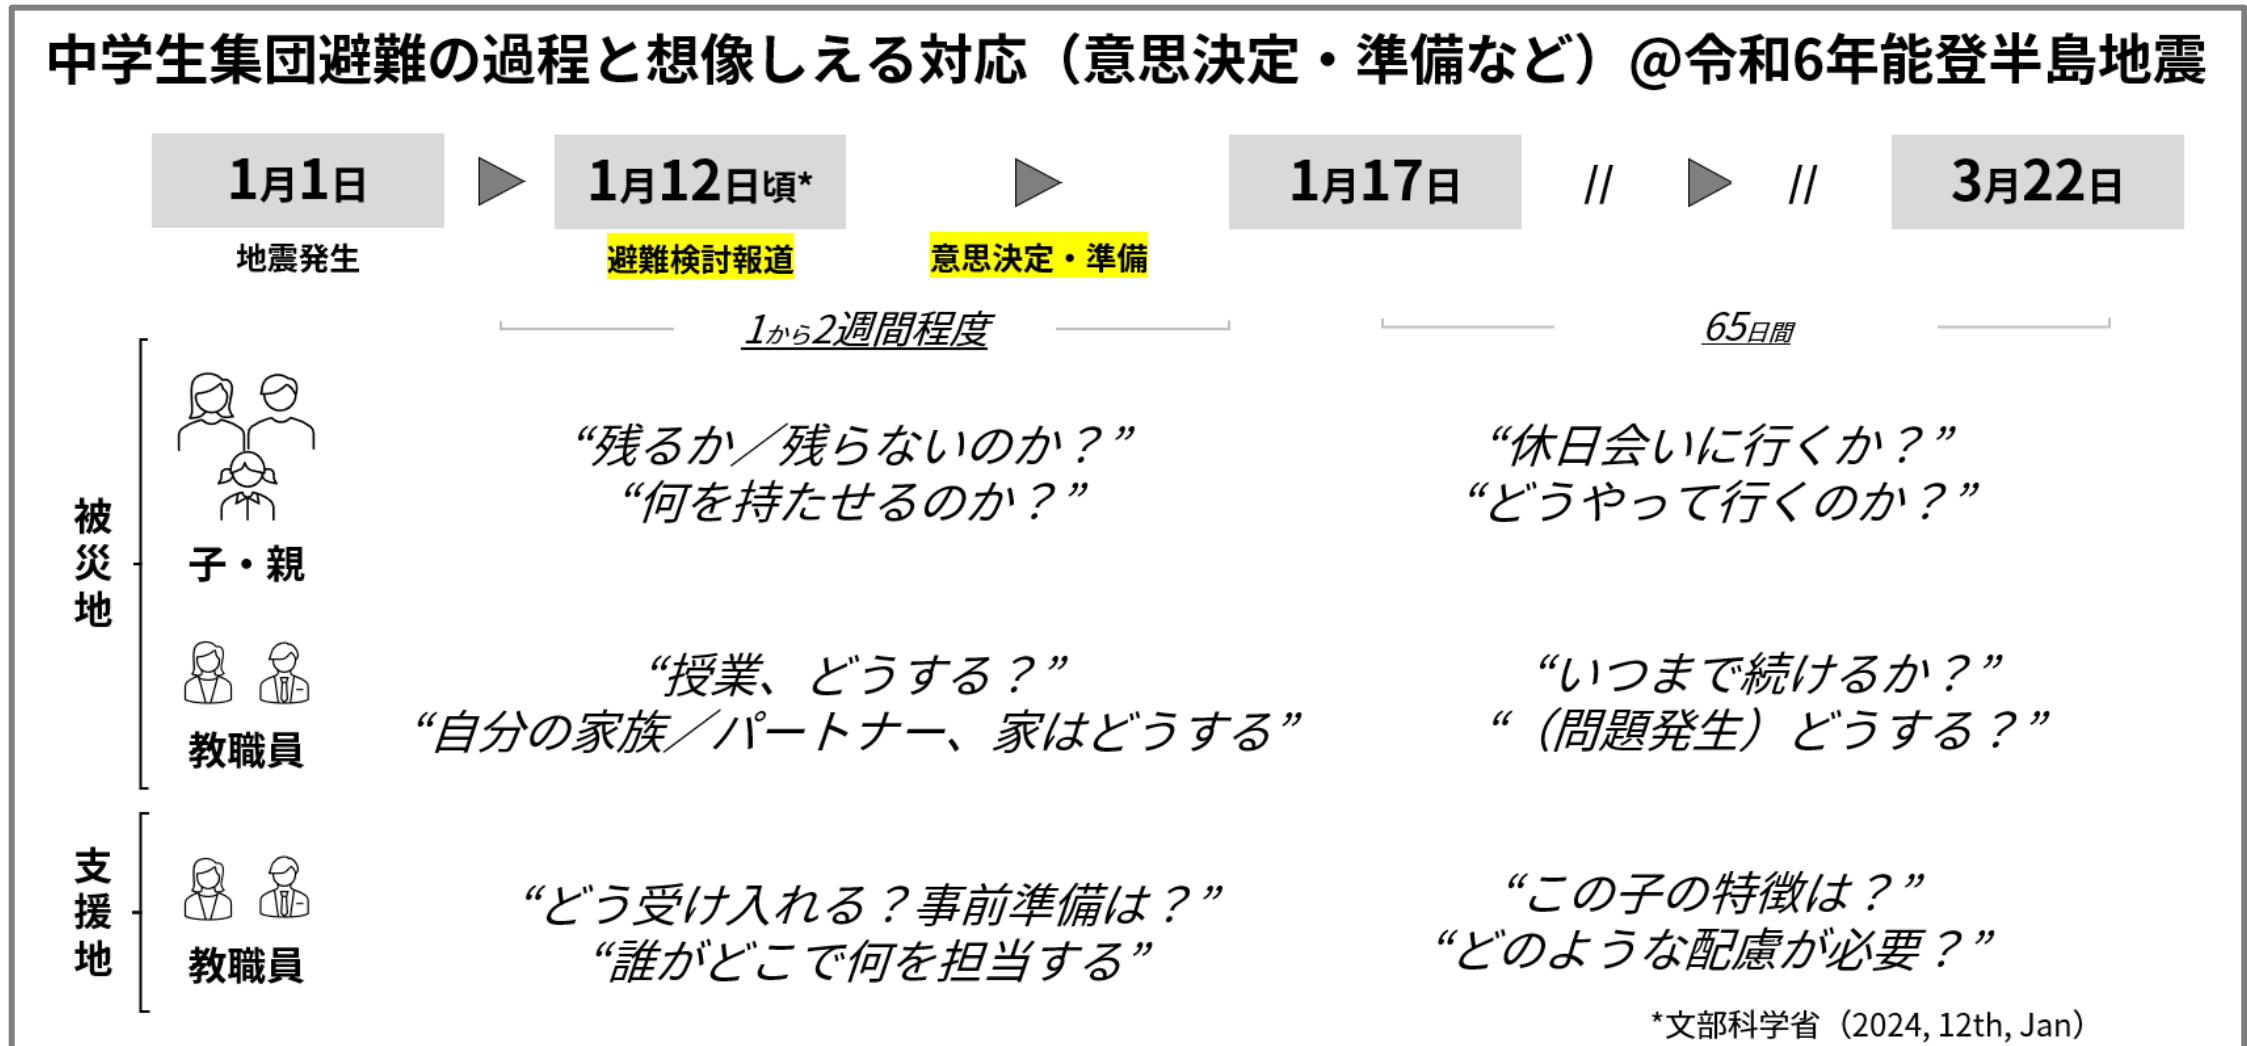 中学生集団避難の過程と想像しえる対応（意思決定・準備など）@令和6年能登半島地震
1月1日
1月12日頃*
1月17日
//
//
3月22日
地震発生
避難検討報道
意思決定・準備
1から2週間程度
65日間
被災地
子・親
“残るか／残らないのか？”
“何を持たせるのか？”
“休日会いに行くか？”
“どうやって行くのか？”
教職員
“授業、どうする？”
“自分の家族／パートナー、家はどうする”
“いつまで続けるか？”
“（問題発生）どうする？”
支援地
教職員
“どう受け入れる？事前準備は？”
“誰がどこで何を担当する”
“この子の特徴は？”
“どのような配慮が必要？”
*文部科学省（2024, 12th, Jan）